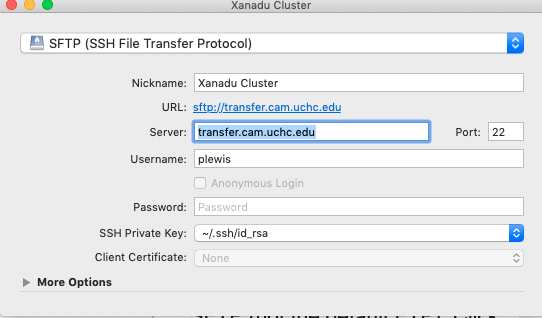 Xanadu Cluster
SFTP (SSH File Transfer Protocol)
Nickname: Xanadu Cluster
URL: sftp://transfer.cam.uchc.edu
Server: transfer.cam.uchc.edu Port: 22
Username: plewis
Anonymous Login
Password: Password
SSH Private Key: ~/.ssh/id_rsa
Client Certificate: None
More Options